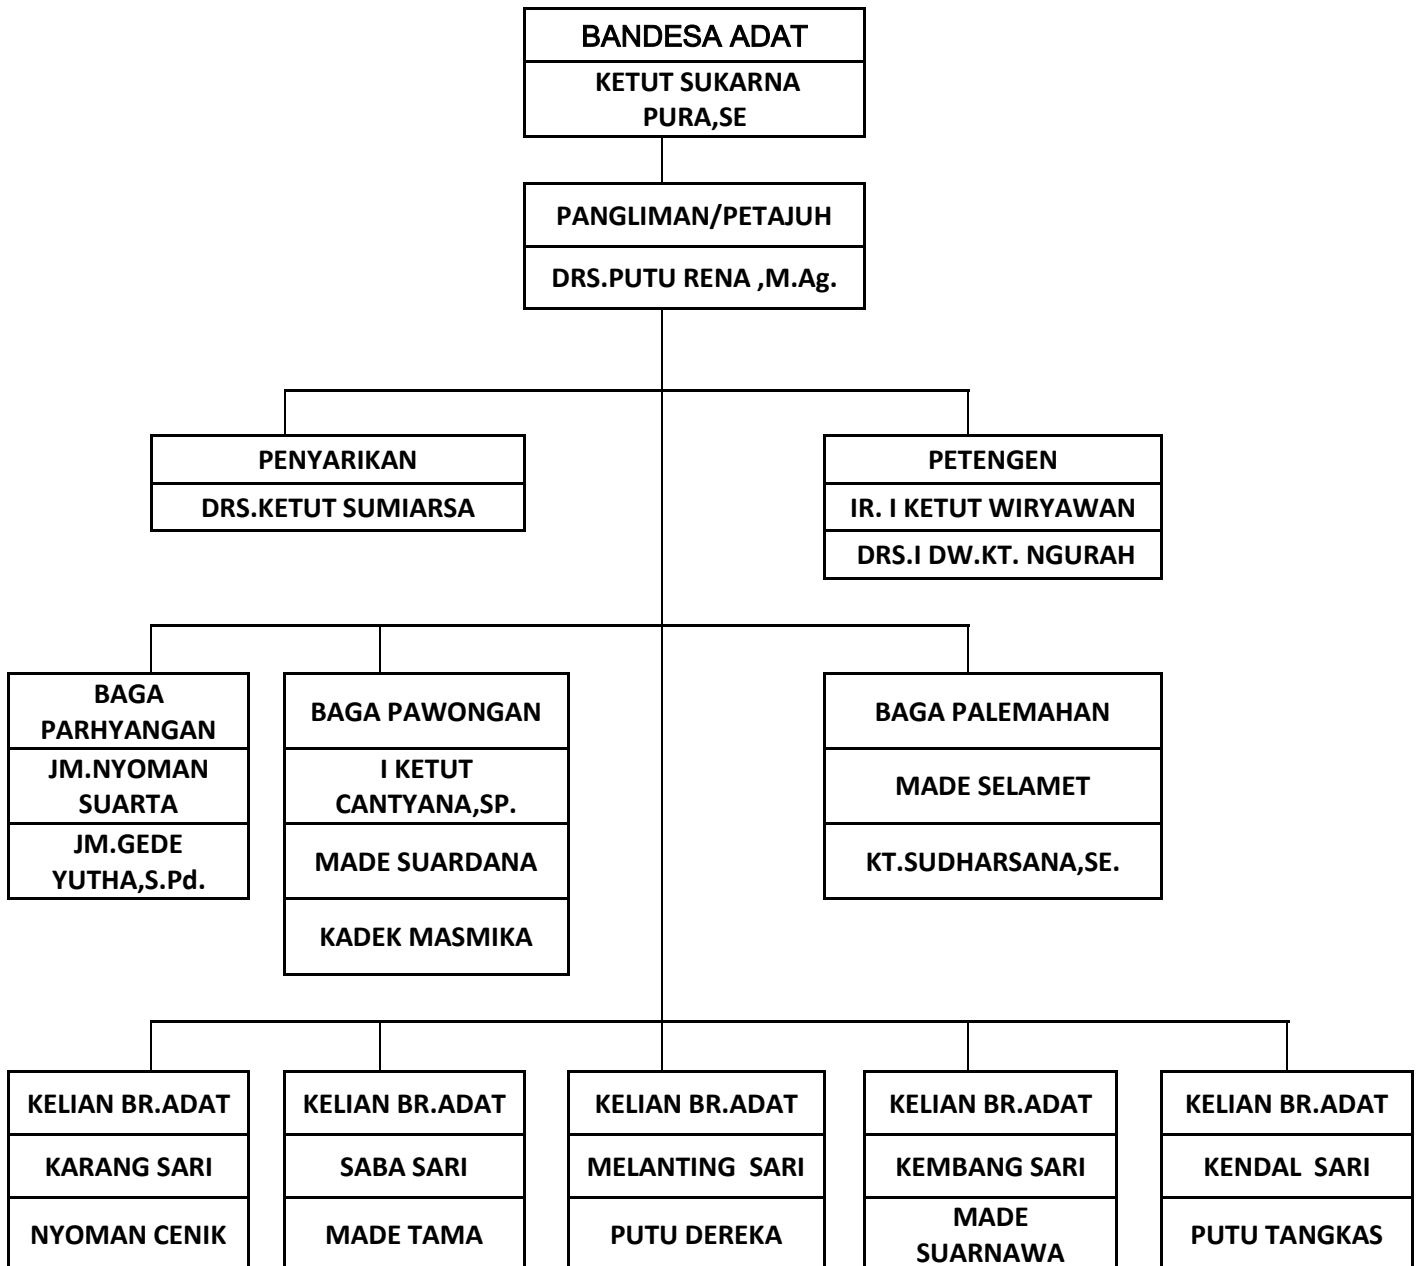 BANDESA ADAT
KETUT SUKARNA
PURA,SE
PANGLIMAN/PETAJUH
DRS.PUTU RENA ,M.Ag.
PENYARIKAN
DRS.KETUT SUMIARSA
PETENGEN
IR. I KETUT WIRYAWAN
DRS.I DW.KT. NGURAH
BAGA
PARHYANGAN
JM.NYOMAN
SUARTA
JM.GEDE
YUTHA,S.Pd.
BAGA PAWONGAN
I KETUT
CANTYANA,SP.
MADE SUARDANA
KADEK MASMIKA
BAGA PALEMAHAN
MADE SELAMET
KT.SUDHARSANA,SE.
KELIAN BR.ADAT
KARANG SARI
NYOMAN CENIK
KELIAN BR.ADAT
SABA SARI
MADE TAMA
KELIAN BR.ADAT
MELANTING  SARI
PUTU DEREKA
KELIAN BR.ADAT
KEMBANG SARI
MADE
SUARNAWA
KELIAN BR.ADAT
KENDAL  SARI
PUTU TANGKAS